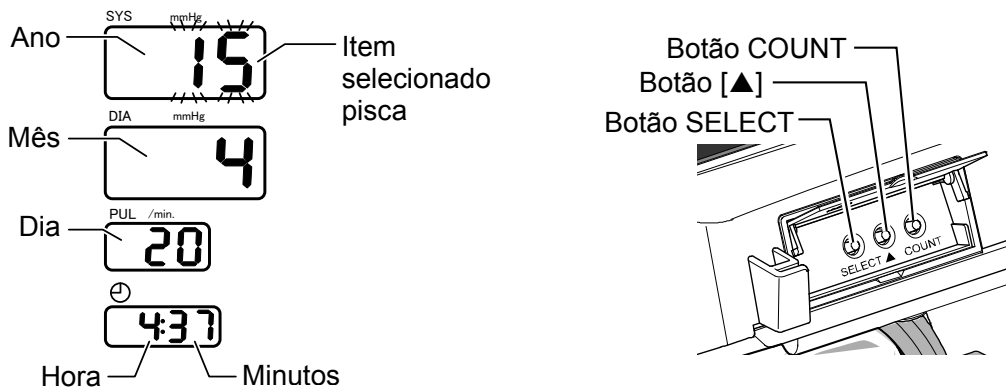 SYS mmHg
Ano
15
Item
selecionado
pisca
DIA mmHg
Mês
4
PUL /min.
Dia
20
4:37
Hora
Minutos
Botão COUNT
Botão [▲]
Botão SELECT
SELECT ▲ COUNT